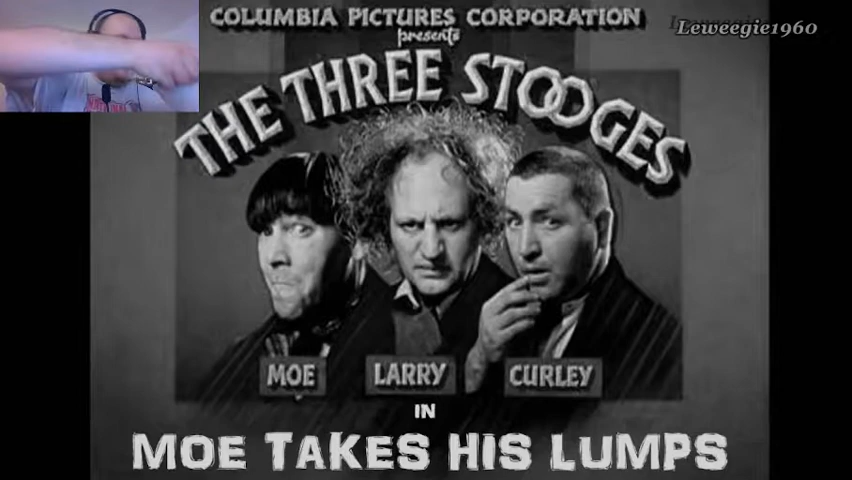 COLUMBIA PICTURES CORPORATION
Leweegie1960
presents
THE THREE STOOGES
MOE
LARRY
CURLEY
IN
MOE TAKES HIS LUMPS